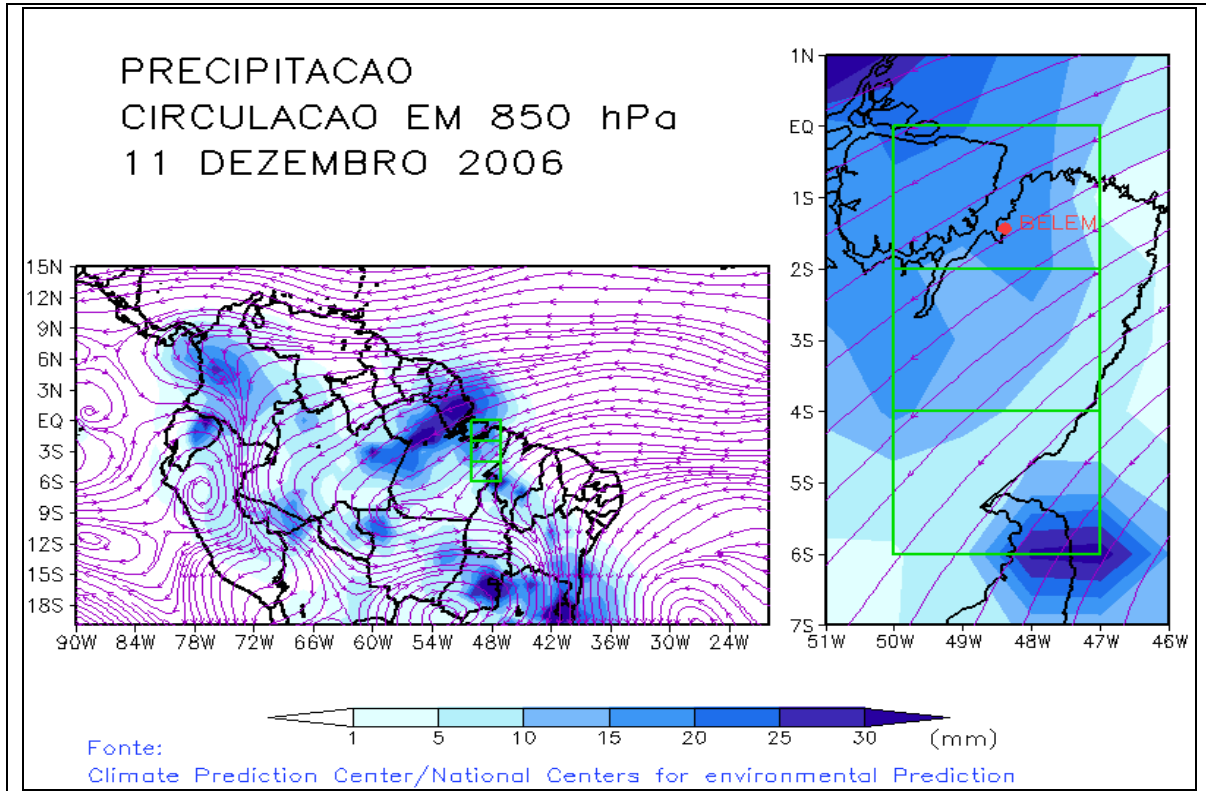 PRECIPITACAO
CIRCULACAO EM 850 hPa
11 DEZEMBRO 2006
1N
EQ
1S
2S
3S
4S
5S
6S
7S
51W 50W 49W 48W 47W 46W
BELEM
15N
12N
9N
6N
3N
EQ
3S
6S
9S
12S
15S
18S
90W 84W 78W 72W 66W 60W 54W 48W 42W 36W 30W 24W
1 5 10 15 20 25 30 (mm)
Fonte:
Climate Prediction Center/National Centers for environmental Prediction